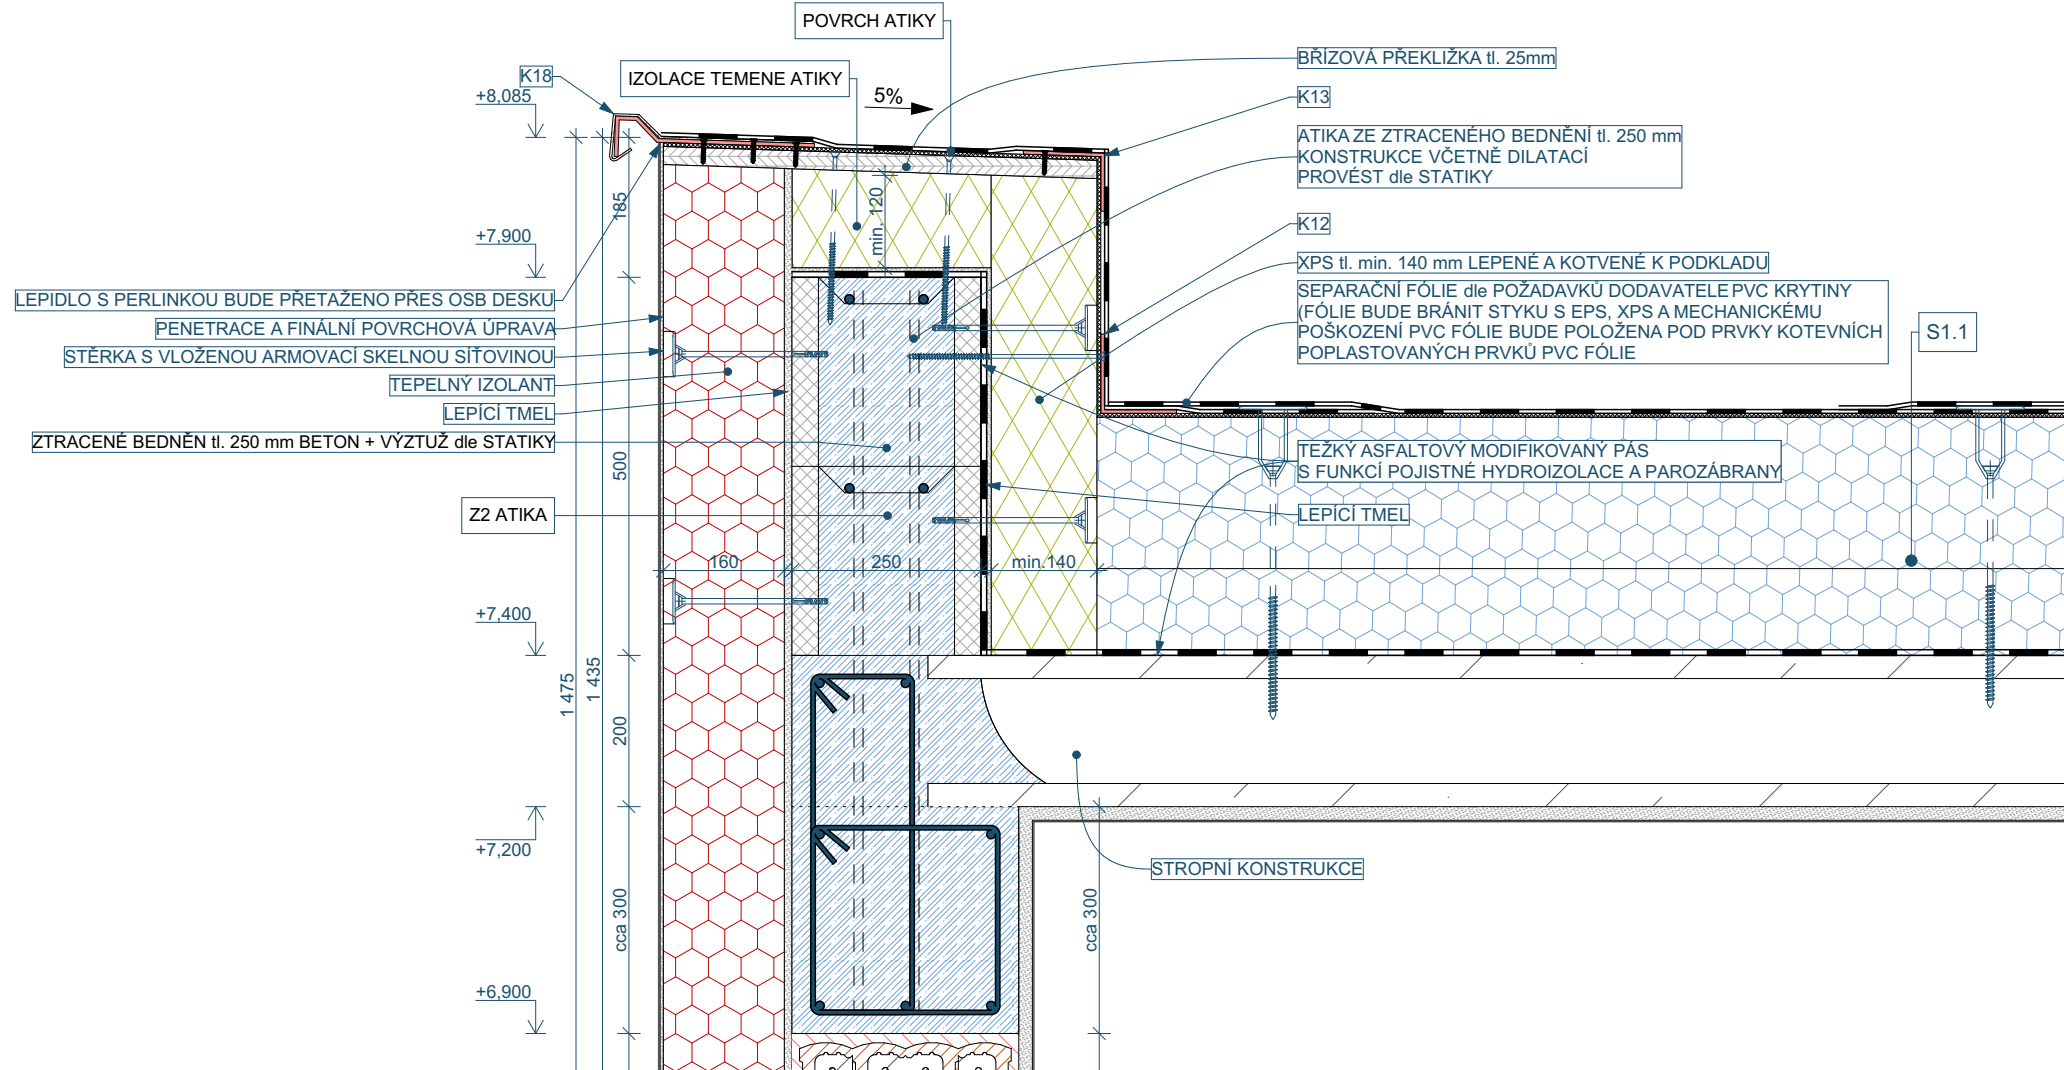 POVRCH ATIKY
K18
IZOLACE TEMENE ATIKY
5%
BŘÍZOVÁ PŘEKLIŽKA tl. 25mm
K13
ATIKA ZE ZTRACENÉHO BEDNĚNÍ tl. 250 mm
KONSTRUKCE VČETNĚ DILATACÍ
PROVÉST dle STATIKY
K12
XPS tl. min. 140 mm LEPENÉ A KOTVENÉ K PODKLADU
SEPARAČNÍ FÓLIE dle POŽADAVKŮ DODAVATELE PVC KRYTINY
(FÓLIE BUDE BRÁNIT STYKU S EPS, XPS A MECHANICKÉMU
POŠKOZENÍ PVC FÓLIE BUDE POLOŽENA POD PRVKY KOTEVNÍCH
POPLASTOVANÝCH PRVKŮ PVC FÓLIE
S1.1
TEŽKÝ ASFALTOVÝ MODIFIKOVANÝ PÁS
S FUNKCÍ POJISTNÉ HYDROIZOLACE A PAROZÁBRANY
LEPÍCÍ TMEL
STROPNÍ KONSTRUKCE
+8,085
+7,900
LEPIDLO S PERLINKOU BUDE PŘETAŽENO PŘES OSB DESKU
PENETRACE A FINÁLNÍ POVRCHOVÁ ÚPRAVA
STĚRKA S VLOŽENOU ARMOVACÍ SKELNOU SÍŤOVINOU
TEPELNÝ IZOLANT
LEPÍCÍ TMEL
ZTRACENÉ BEDNĚN tl. 250 mm BETON + VÝZTUŽ dle STATIKY
Z2 ATIKA
+7,400
+7,200
+6,900
1 475
1 435
185
500
200
cca 300
min. 120
160
250
min.140
cca 300